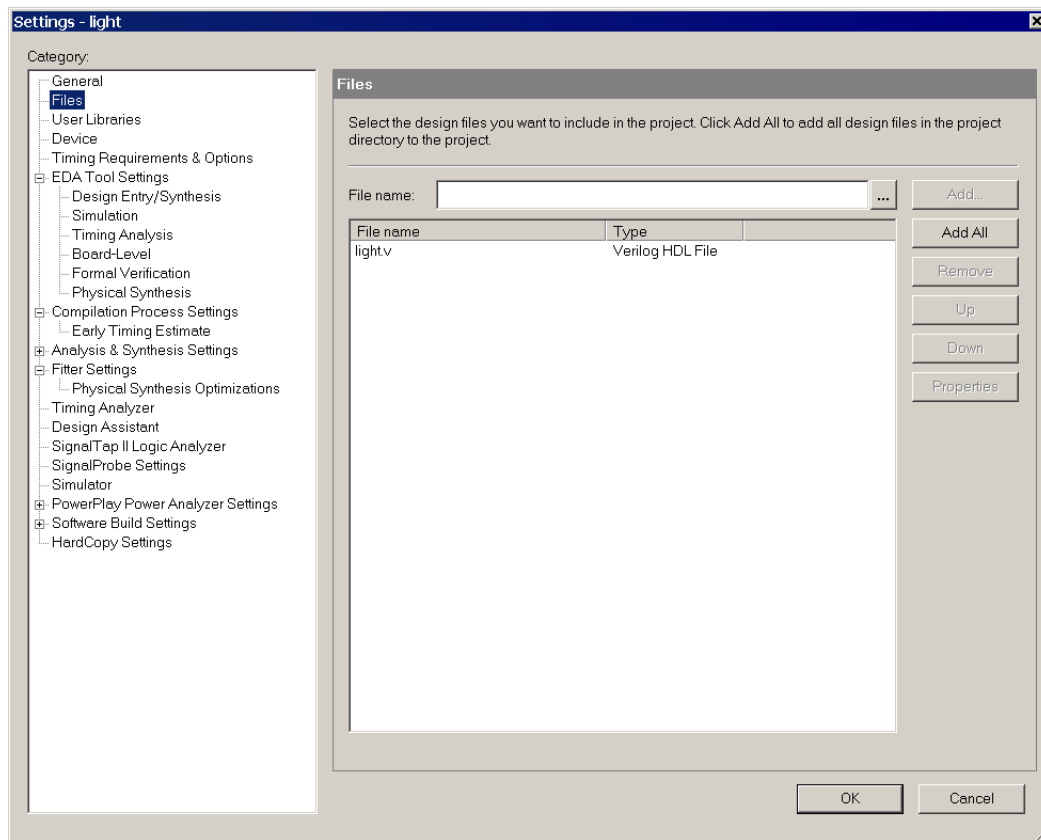 Settings - light
Category:
General
Files
User Libraries
Device
Timing Requirements & Options
EDA Tool Settings
Design Entry/Synthesis
Simulation
Timing Analysis
Board-Level
Formal Verification
Physical Synthesis
Compilation Process Settings
Early Timing Estimate
Analysis & Synthesis Settings
Fitter Settings
Physical Synthesis Optimizations
Timing Analyzer
Design Assistant
SignalTap II Logic Analyzer
SignalProbe Settings
Simulator
PowerPlay Power Analyzer Settings
Software Build Settings
HardCopy Settings
Files
Select the design files you want to include in the project. Click Add All to add all design files in the project
directory to the project.
File name: ... Add...
File name Type Add All
light.v Verilog HDL File
Remove
Up
Down
Properties
OK Cancel